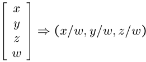 [ x y z w ] ⇒ (x/w, y/w, z/w)